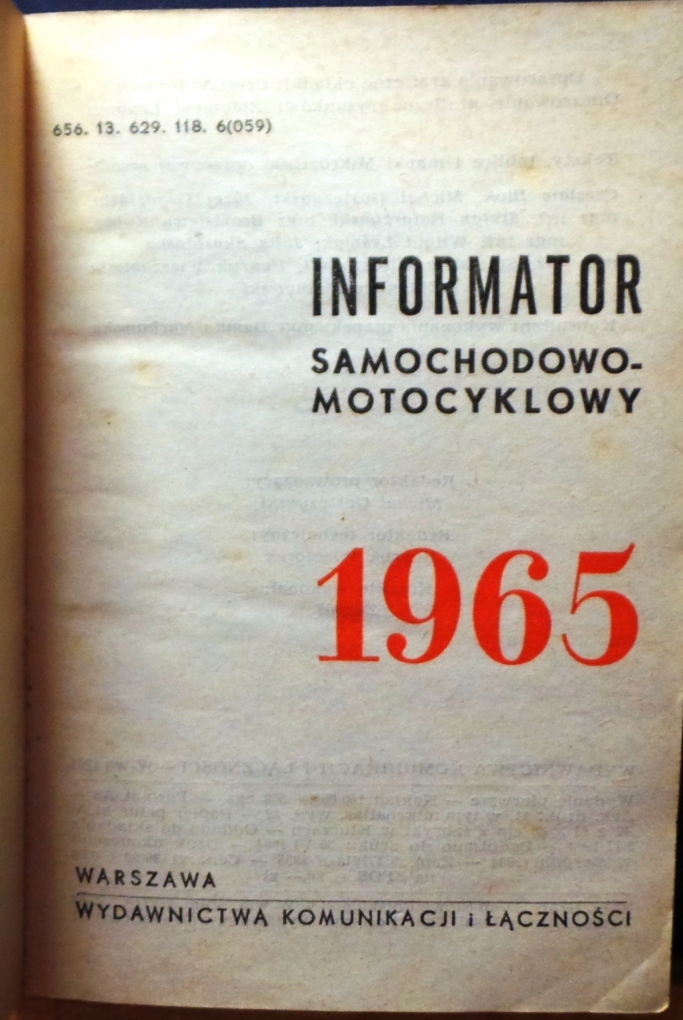 656. 13. 629. 118. 6(059)
INFORMATOR
SAMOCHODOWO-
MOTOCYKLOWY
1965
WARSZAWA
WYDAWNICTWA KOMUNIKACJI i ŁĄCZNOŚCI